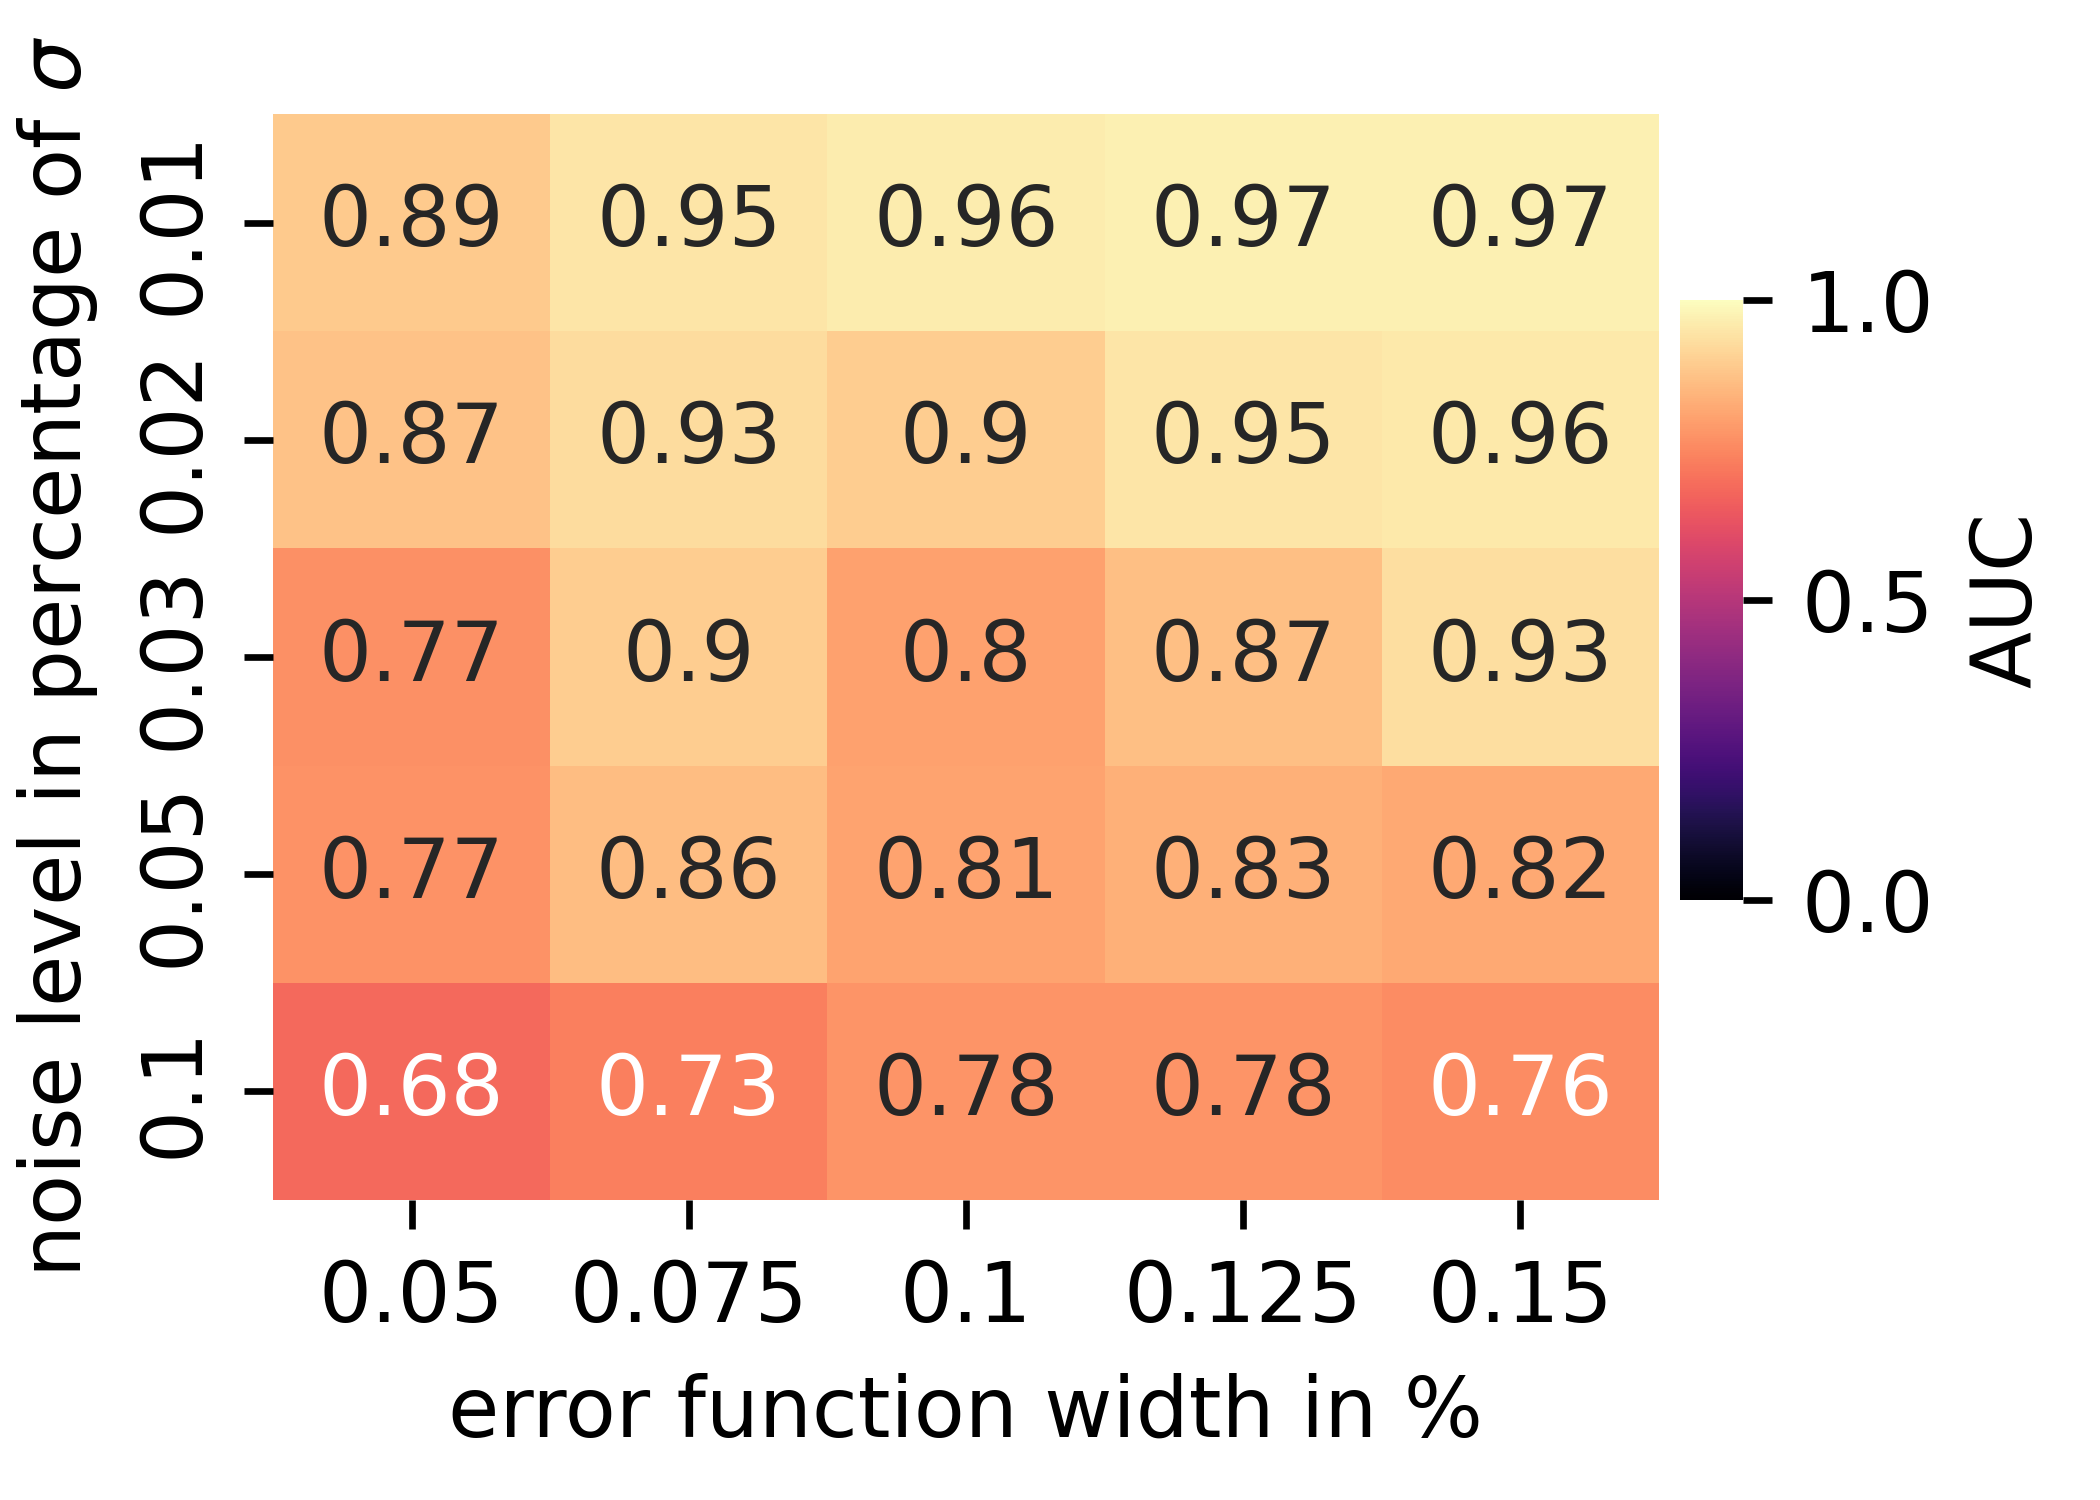 noise level in percentage of σ
0.01 0.89 0.95 0.96 0.97 0.97
0.02 0.87 0.93 0.9 0.95 0.96
0.03 0.77 0.9 0.8 0.87 0.93
0.05 0.77 0.86 0.81 0.83 0.82
0.1 0.68 0.73 0.78 0.78 0.76
0.05 0.075 0.1 0.125 0.15
error function width in %
1.0
0.5
0.0
AUC